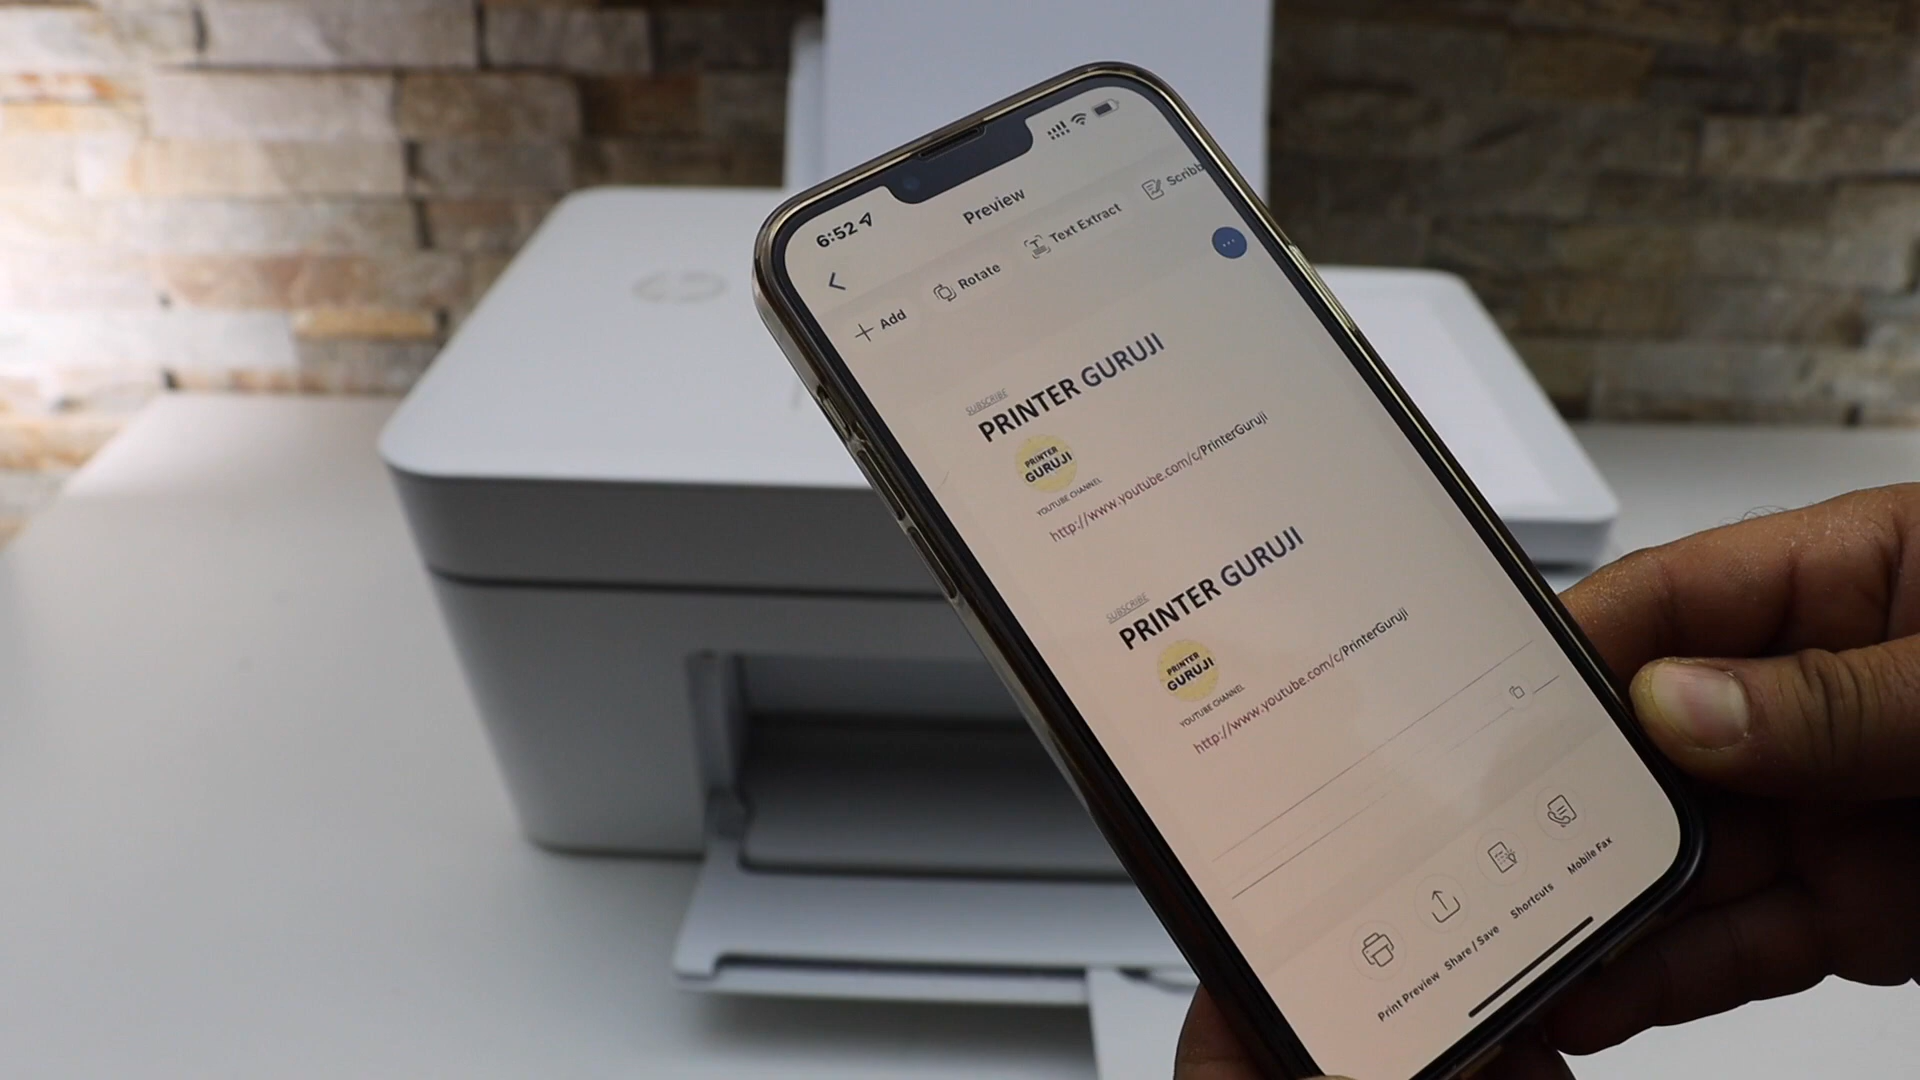 6:52
Preview
Add
Rotate
Text Extract
Scribb
SUBSCRIBE
PRINTER GURUJI
PRINTER
GURUJI
YOUTUBE CHANNEL
http://www.youtube.com/c/PrinterGuruji
SUBSCRIBE
PRINTER GURUJI
PRINTER
GURUJI
YOUTUBE CHANNEL
http://www.youtube.com/c/PrinterGuruji
Print Preview
Share / Save
Shortcuts
Mobile Fax
hp